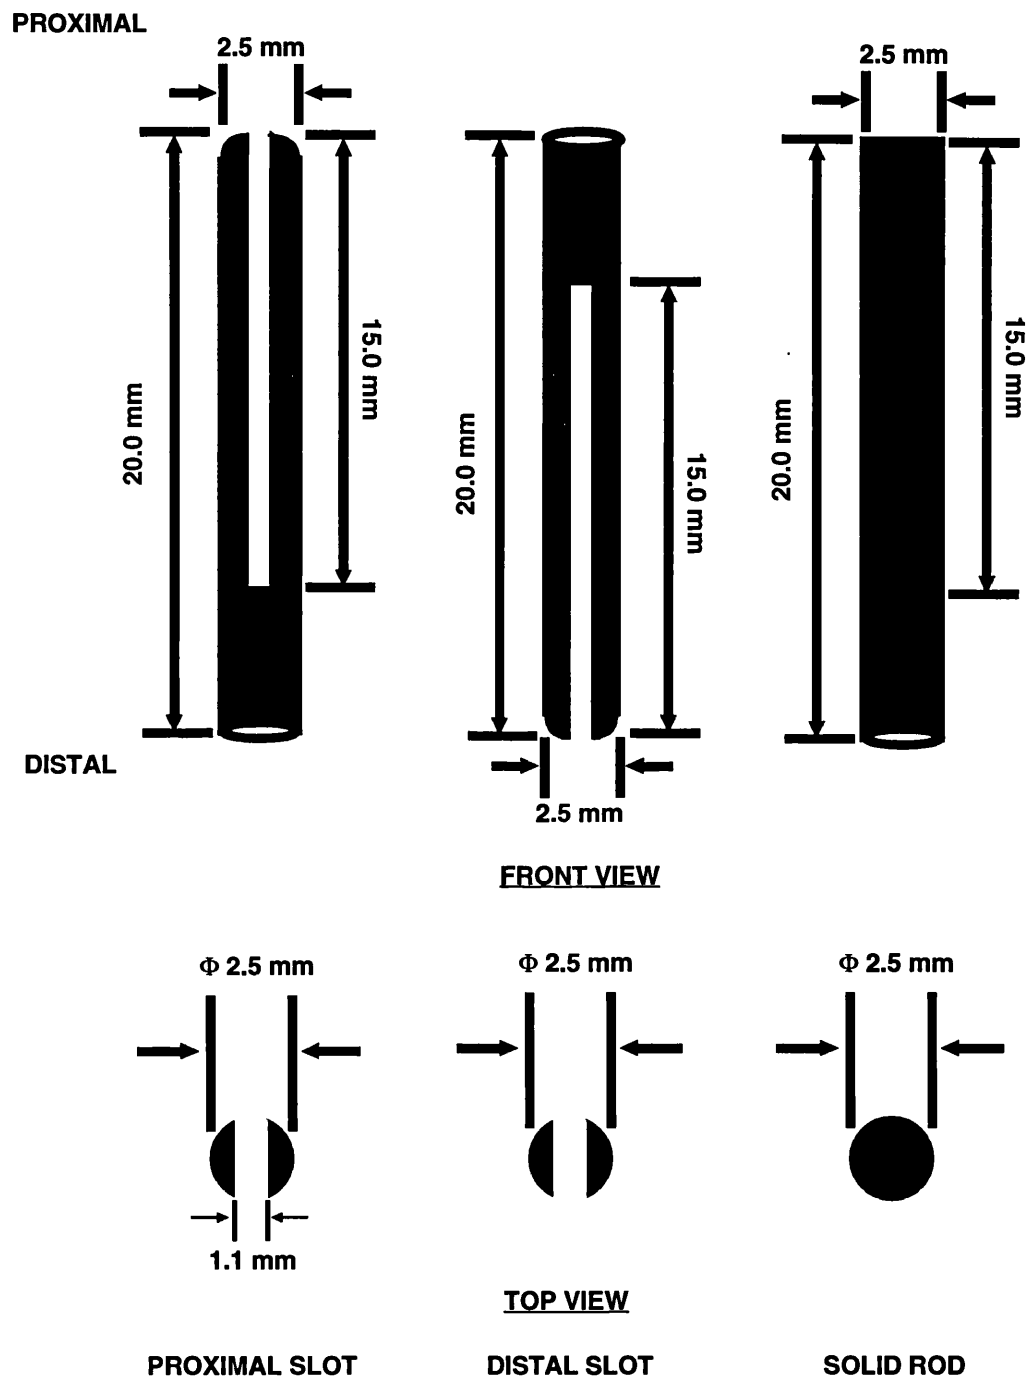 PROXIMAL
2.5 mm
2.5 mm
20.0 mm
15.0 mm
20.0 mm
15.0 mm
20.0 mm
15.0 mm
DISTAL
2.5 mm
FRONT VIEW
Φ 2.5 mm
Φ 2.5 mm
Φ 2.5 mm
1.1 mm
TOP VIEW
PROXIMAL SLOT
DISTAL SLOT
SOLID ROD